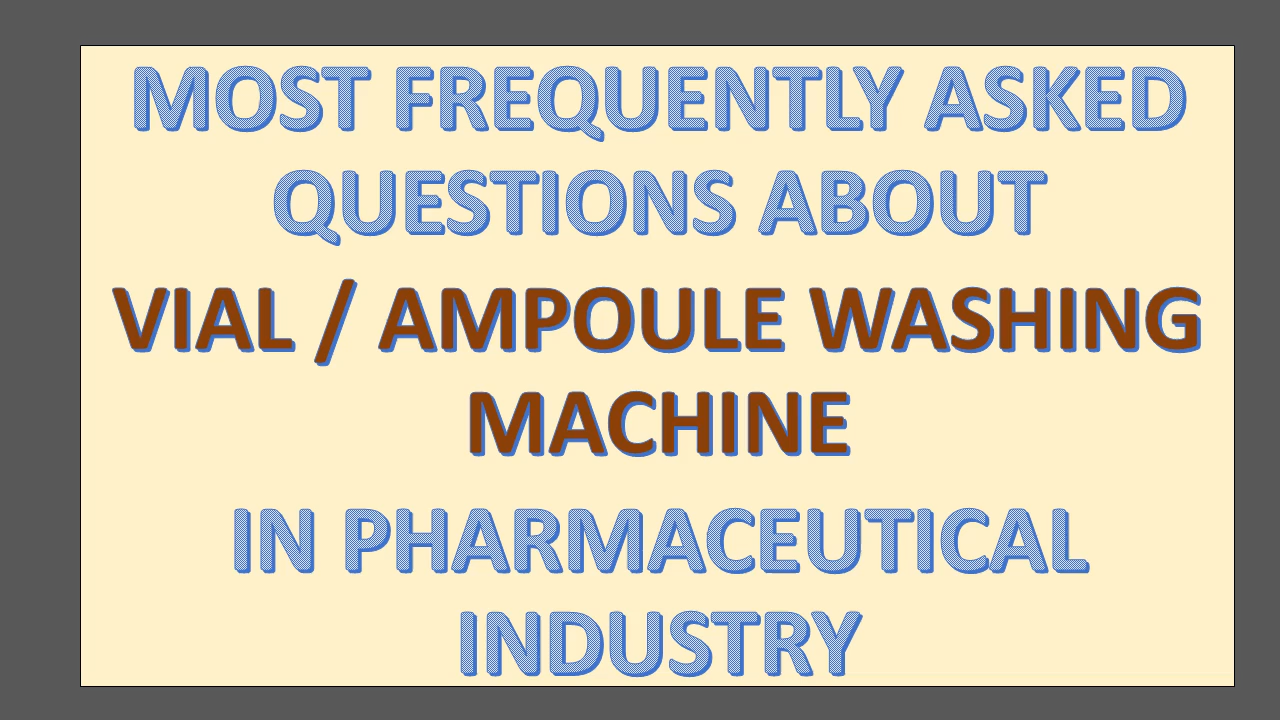 MOST FREQUENTLY ASKED
QUESTIONS ABOUT
VIAL / AMPOULE WASHING
MACHINE
IN PHARMACEUTICAL
INDUSTRY